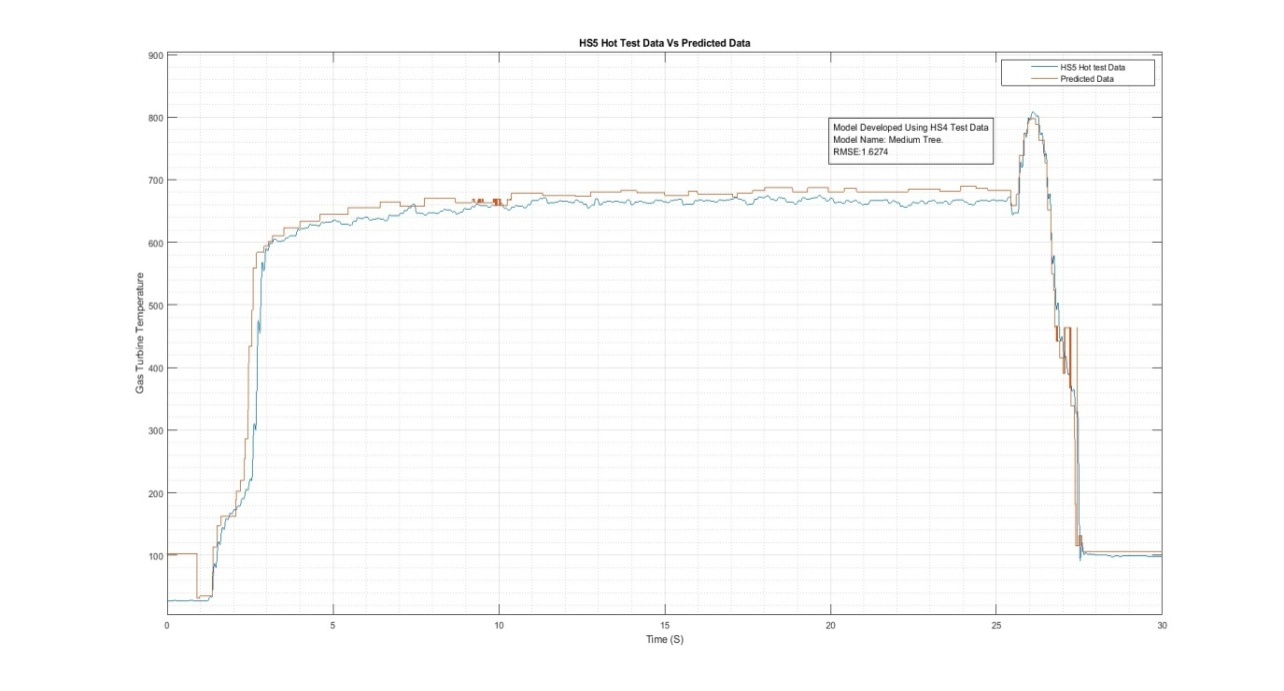 HS5 Hot Test Data Vs Predicted Data
900
800
700
600
500
400
300
200
100
Gas Turbine Temperature
HS5 Hot test Data
Predicted Data
Model Developed Using HS4 Test Data
Model Name: Medium Tree.
RMSE:1.6274
0
5
10
15
20
25
30
Time (S)